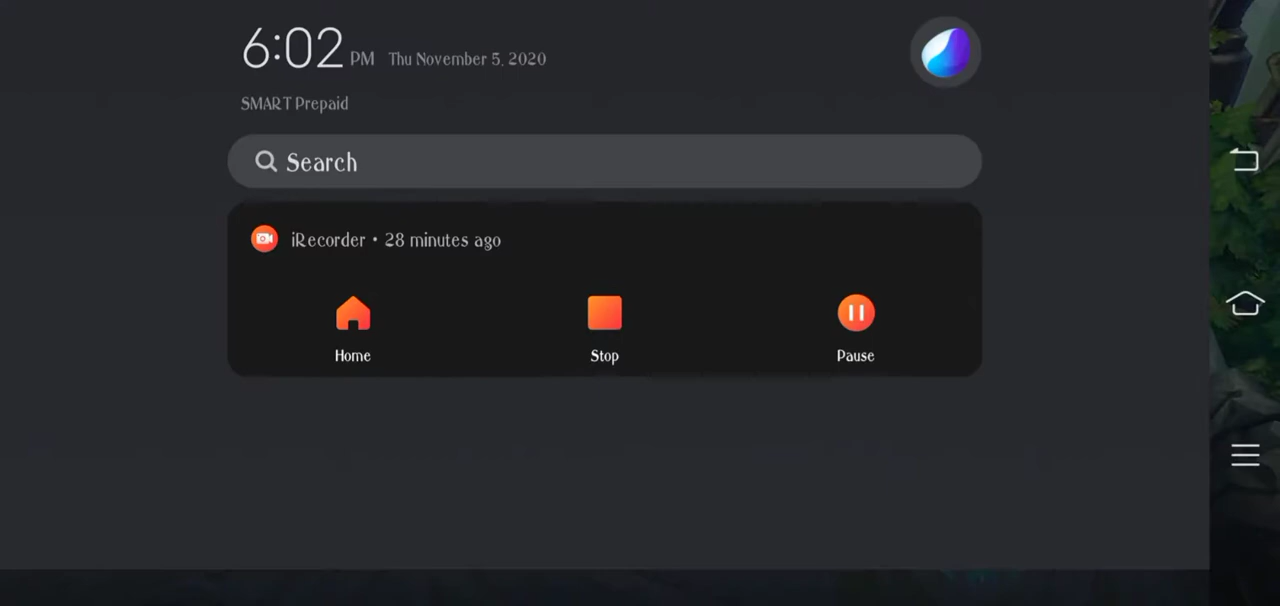 6:02 PM Thu November 5, 2020
SMART Prepaid
Search
iRecorder • 28 minutes ago
Home Stop Pause